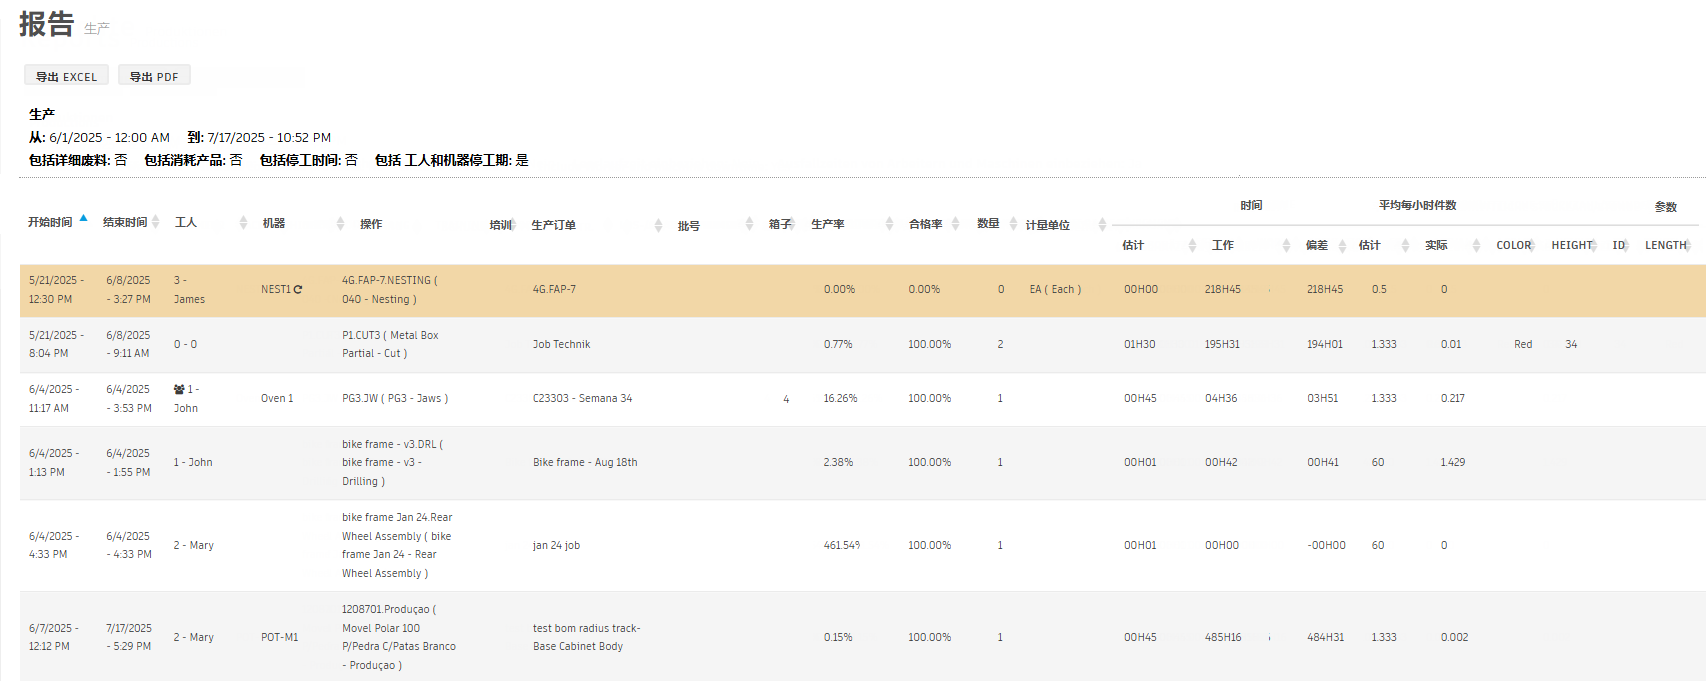 报告 生产
导出 EXCEL 导出 PDF
生产
从: 6/1/2025 - 12:00 AM 到: 7/17/2025 - 10:52 PM
包括详细废料: 否 包括消耗产品: 否 包括停工时间: 否 包括 工人和机器停工期: 是
时间 平均每小时件数 参数
开始时间 结束时间 工人 机器 操作 培训 生产订单 批号 箱子 生产率 合格率 数量 计量单位
估计 工作 偏差 估计 实际 COLOR HEIGHT ID LENGTH
5/21/2025 - 6/8/2025 3 - 4G.FAP-7.NESTING (
NEST1 4G.FAP-7 0.00% 0.00% 0 EA ( Each ) 00H00 218H45 218H45 0.5 0
12:30 PM - 3:27 PM James 040 - Nesting )
5/21/2025 - 6/8/2025 P1.CUT3 ( Metal Box
0 - 0 Job Technik 0.77% 100.00% 2 01H30 195H31 194H01 1.333 0.01 Red 34
8:04 PM - 9:11 AM Partial - Cut )
6/4/2025 - 6/4/2025 1 -
Oven 1 PG3.JW ( PG3 - Jaws ) C23303 - Semana 34 4 16.26% 100.00% 1 00H45 04H36 03H51 1.333 0.217
11:17 AM - 3:53 PM John
bike frame - v3.DRL (
6/4/2025 - 6/4/2025
1 - John bike frame - v3 - Bike frame - Aug 18th 2.38% 100.00% 1 00H01 00H42 00H41 60 1.429
1:13 PM - 1:55 PM
Drilling )
bike frame Jan 24.Rear
6/4/2025 - 6/4/2025 Wheel Assembly ( bike
2 - Mary jan 24 job 461.54% 100.00% 1 00H01 00H00 -00H00 60 0
4:33 PM - 4:33 PM frame Jan 24 - Rear
Wheel Assembly )
1208701.Produçao (
6/7/2025 - 7/17/2025 Movel Polar 100 test bom radius track-
2 - Mary POT-M1 0.15% 100.00% 1 00H45 485H16 484H31 1.333 0.002
12:12 PM - 5:29 PM P/Pedra C/Patas Branco Base Cabinet Body
- Produçao )